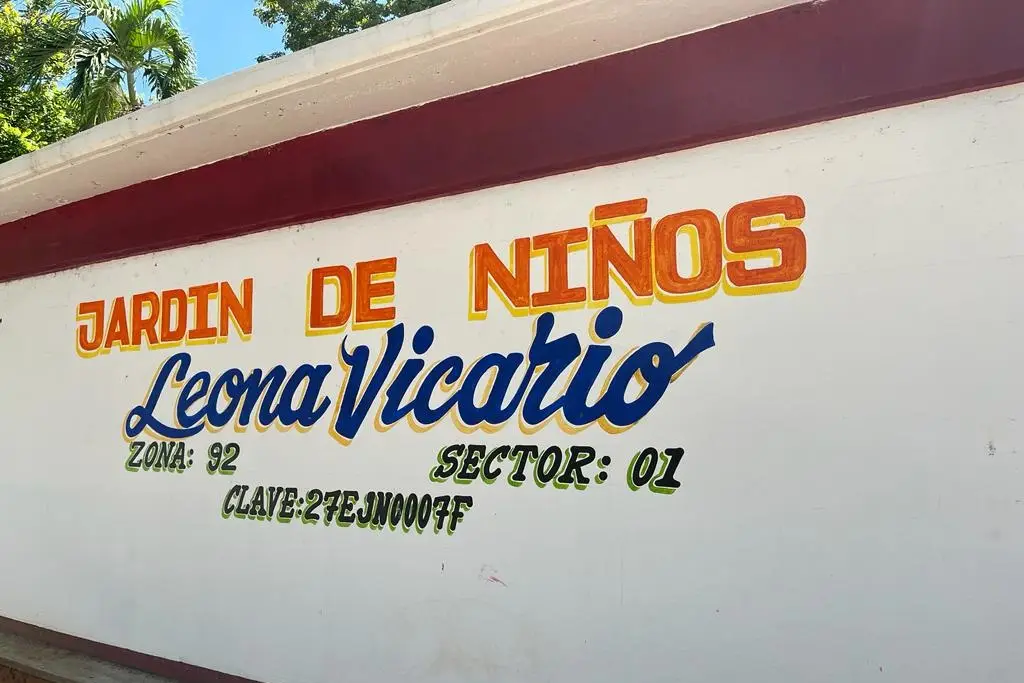 JARDIN DE NIÑOS
Leona Vicario
ZONA: 92 SECTOR: 01
CLAVE:27EJN0007F